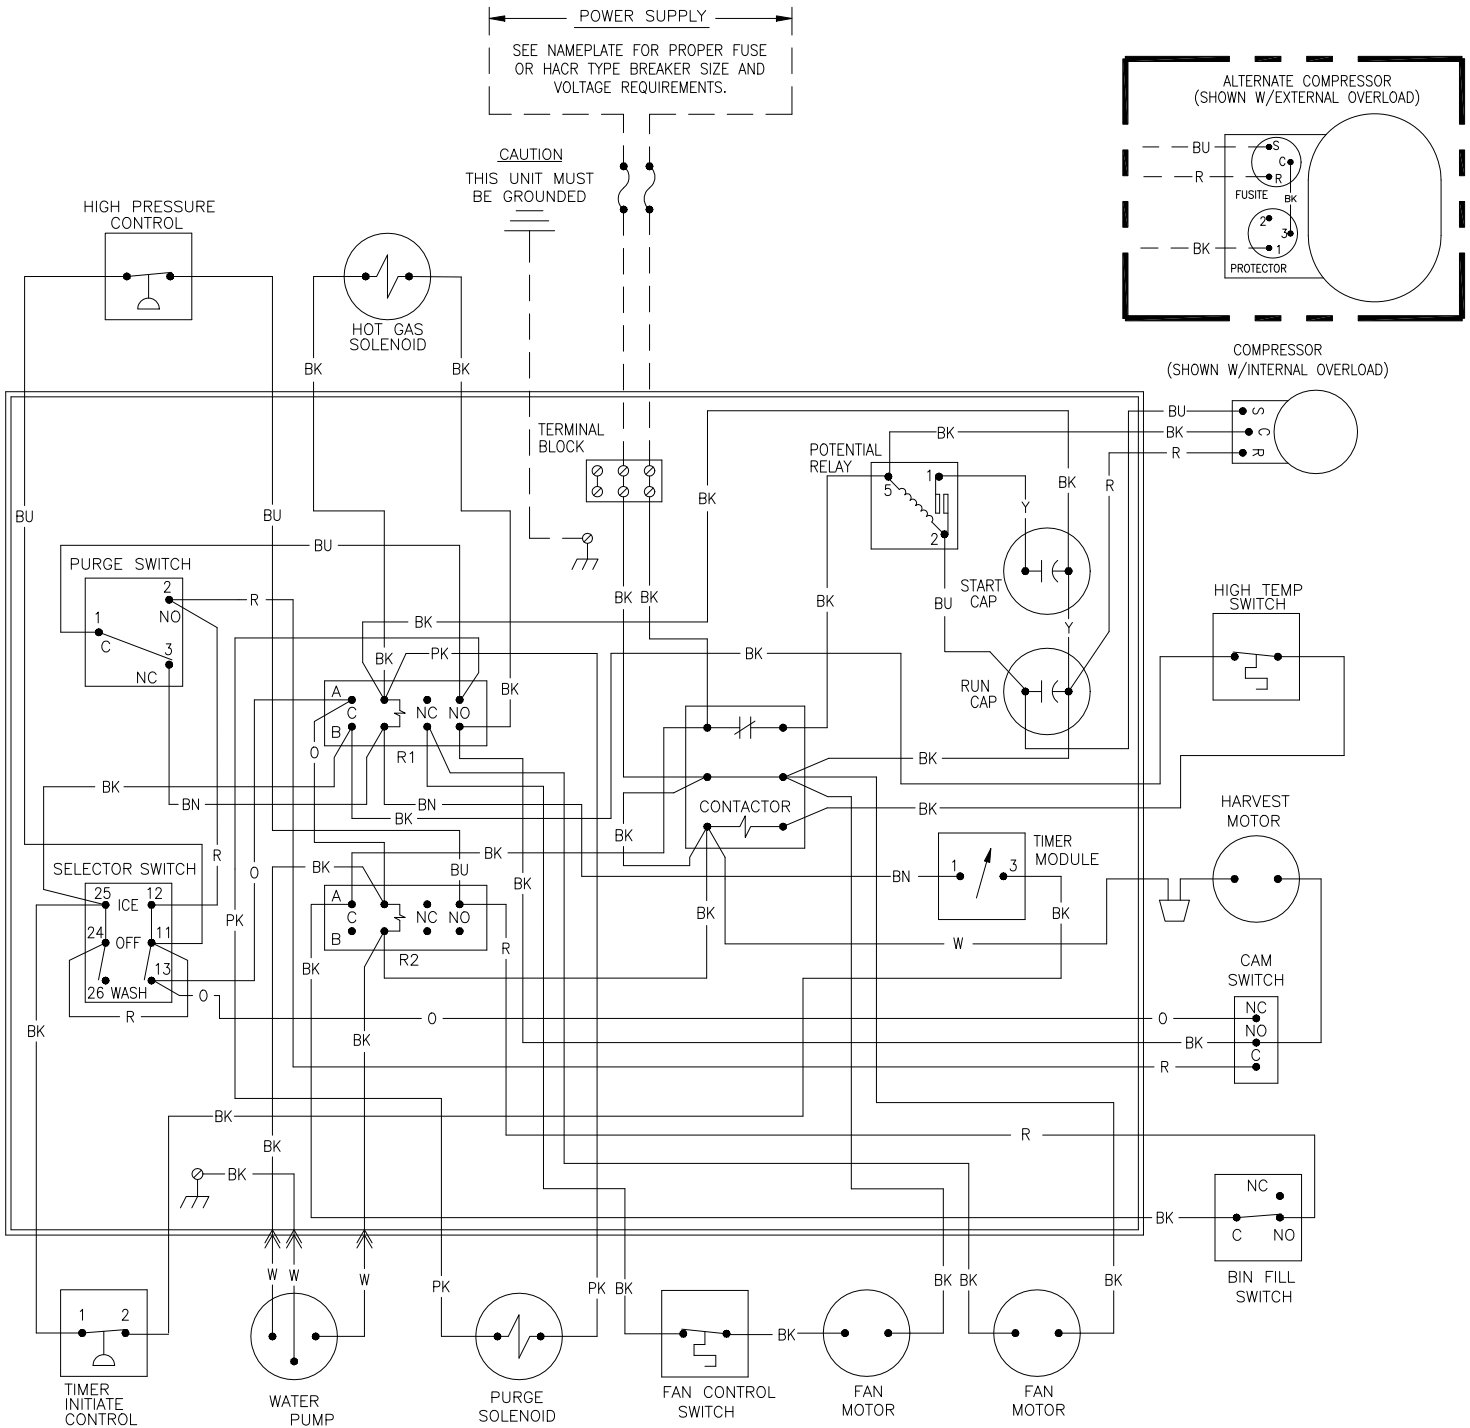 POWER SUPPLY
SEE NAMEPLATE FOR PROPER FUSE
OR HACR TYPE BREAKER SIZE AND
VOLTAGE REQUIREMENTS.
CAUTION
THIS UNIT MUST
BE GROUNDED
ALTERNATE COMPRESSOR
(SHOWN W/EXTERNAL OVERLOAD)
BU
S
C
R
R
FUSITE
BK
2
3
BK
1
PROTECTOR
HIGH PRESSURE
CONTROL
HOT GAS
SOLENOID
BK
BK
COMPRESSOR
(SHOWN W/INTERNAL OVERLOAD)
BU
S
BK
BK
C
R
R
TERMINAL
BLOCK
POTENTIAL
RELAY
5
1
2
BK
BK
R
Y
BU
BU
BU
PURGE SWITCH
2
NO
1
C
3
NC
R
BK
BK
BK
BK
BU
START
CAP
Y
RUN
CAP
HIGH TEMP
SWITCH
BK
BK
PK
BK
BK
A
C
B
NC
NO
R1
O
BK
BK
BN
BN
BK
CONTACTOR
BK
HARVEST
MOTOR
BK
BK
BK
BU
BK
R
O
TIMER
MODULE
1
3
BN
BK
SELECTOR SWITCH
25
ICE
12
24
OFF
11
13
26
WASH
O
R
PK
A
C
B
NC
NO
R2
R
BK
W
BK
BK
BK
CAM
SWITCH
NC
NO
C
O
O
BK
R
BK
BK
BK
R
NC
C
NO
BK
BIN FILL
SWITCH
W
W
W
PK
PK
BK
BK
BK
BK
1
2
TIMER
INITIATE
CONTROL
WATER
PUMP
PURGE
SOLENOID
FAN CONTROL
SWITCH
BK
FAN
MOTOR
FAN
MOTOR